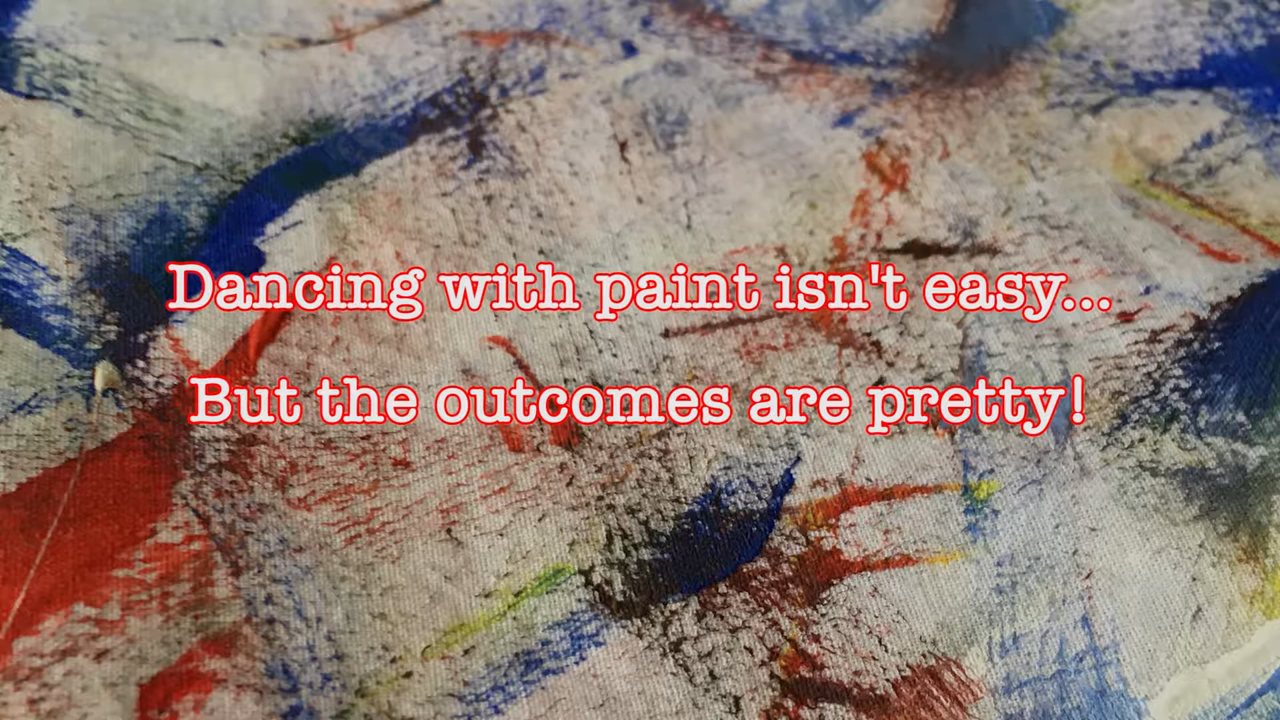 Dancing with paint isn't easy...
But the outcomes are pretty!